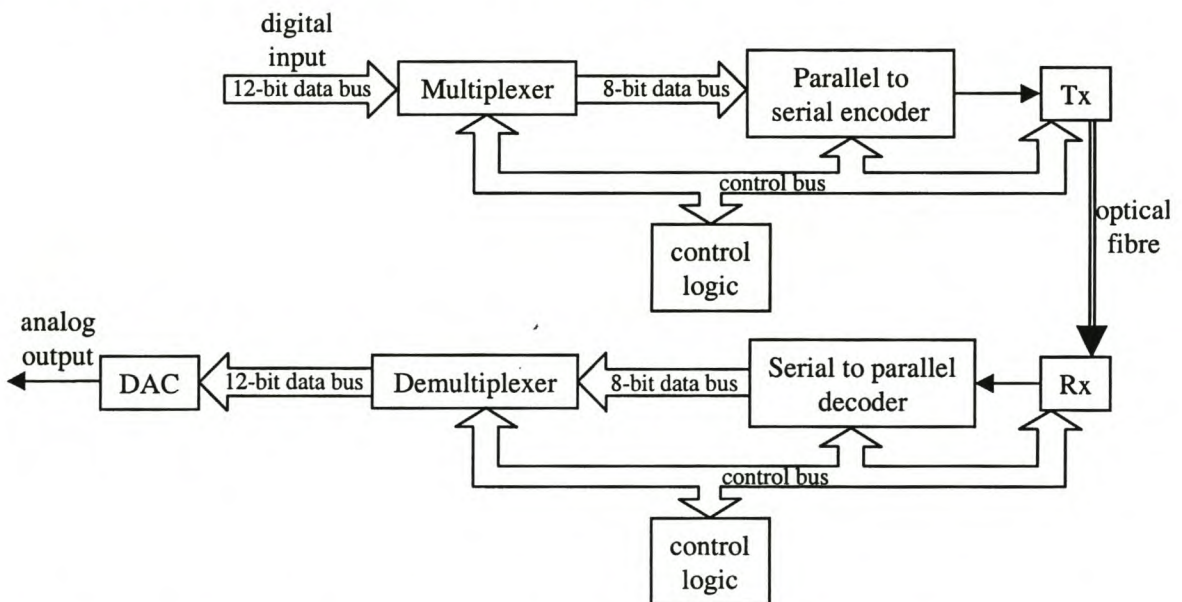 digital
input
12-bit data bus
Multiplexer
8-bit data bus
Parallel to
serial encoder
Tx
control bus
control
logic
optical
fibre
analog
output
DAC
12-bit data bus
Demultiplexer
8-bit data bus
Serial to parallel
decoder
Rx
control bus
control
logic